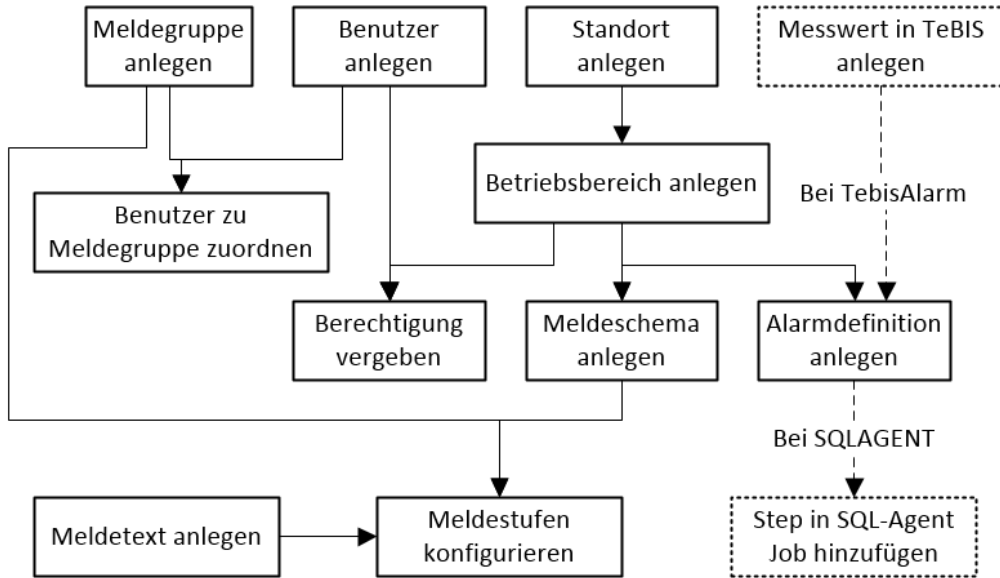 Meldegruppe
anlegen
Benutzer
anlegen
Standort
anlegen
Messwert in TeBIS
anlegen
Betriebsbereich anlegen
Bei TebisAlarm
Benutzer zu
Meldegruppe zuordnen
Berechtigung
vergeben
Meldeschema
anlegen
Alarmdefinition
anlegen
Bei SQLAGENT
Meldetext anlegen
Meldestufen
konfigurieren
Step in SQL-Agent
Job hinzufügen